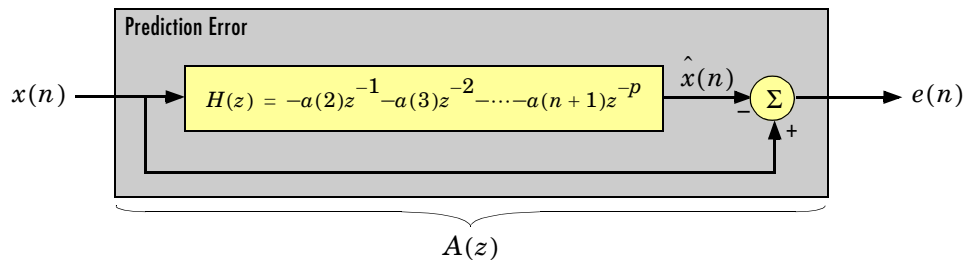 Prediction Error
x(n)
H(z) = −a(2)z^{−1}−a(3)z^{−2}−⋯−a(n + 1)z^{−p}
x̂(n)
Σ
e(n)
−
+
A(z)